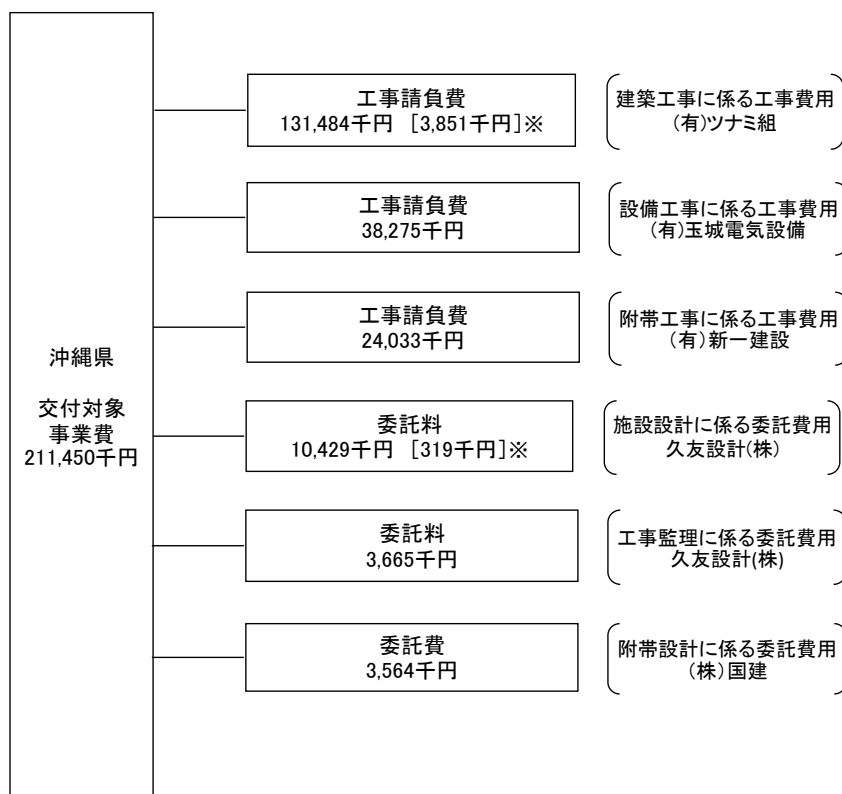 沖縄県
交付対象
事業費
211,450千円
工事請負費
131,484千円 [3,851千円]※
建築工事に係る工事費用
(有)ツナミ組
工事請負費
38,275千円
設備工事に係る工事費用
(有)玉城電気設備
工事請負費
24,033千円
附帯工事に係る工事費用
(有)新一建設
委託料
10,429千円 [319千円]※
施設設計に係る委託費用
久友設計(株)
委託料
3,665千円
工事監理に係る委託費用
久友設計(株)
委託費
3,564千円
附帯設計に係る委託費用
(株)国建